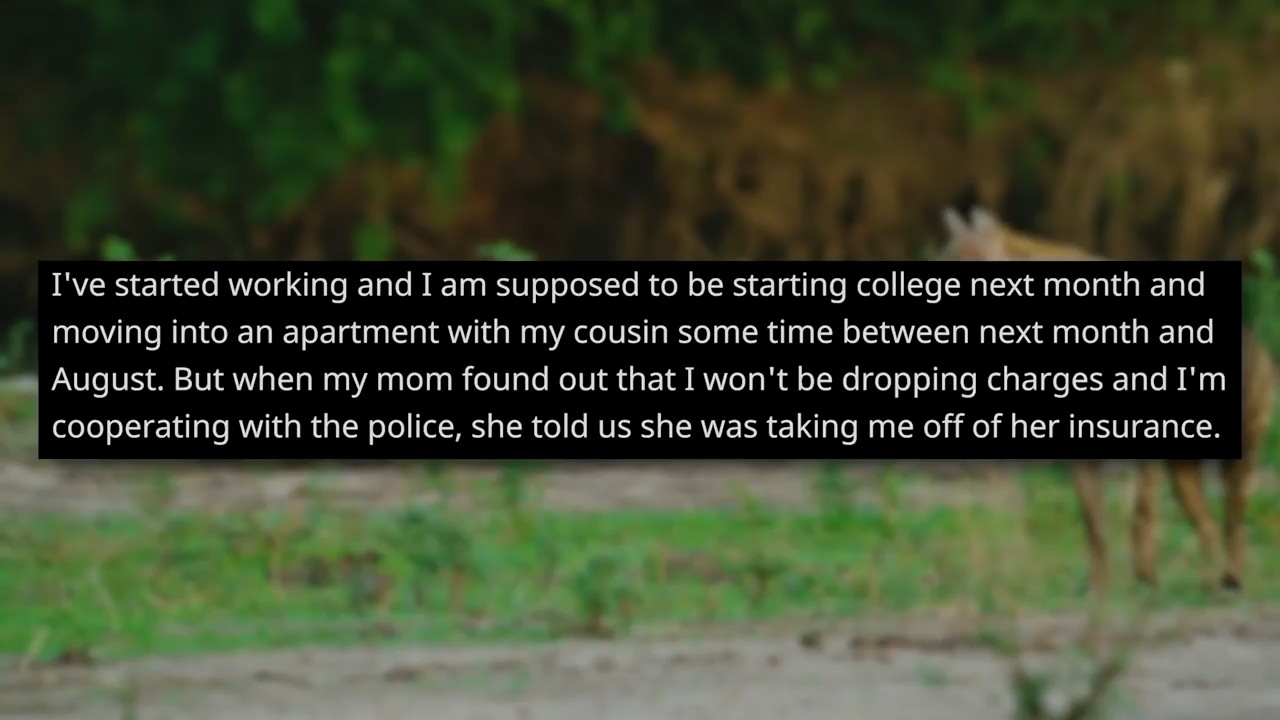 I've started working and I am supposed to be starting college next month and
moving into an apartment with my cousin some time between next month and
August. But when my mom found out that I won't be dropping charges and I'm
cooperating with the police, she told us she was taking me off of her insurance.